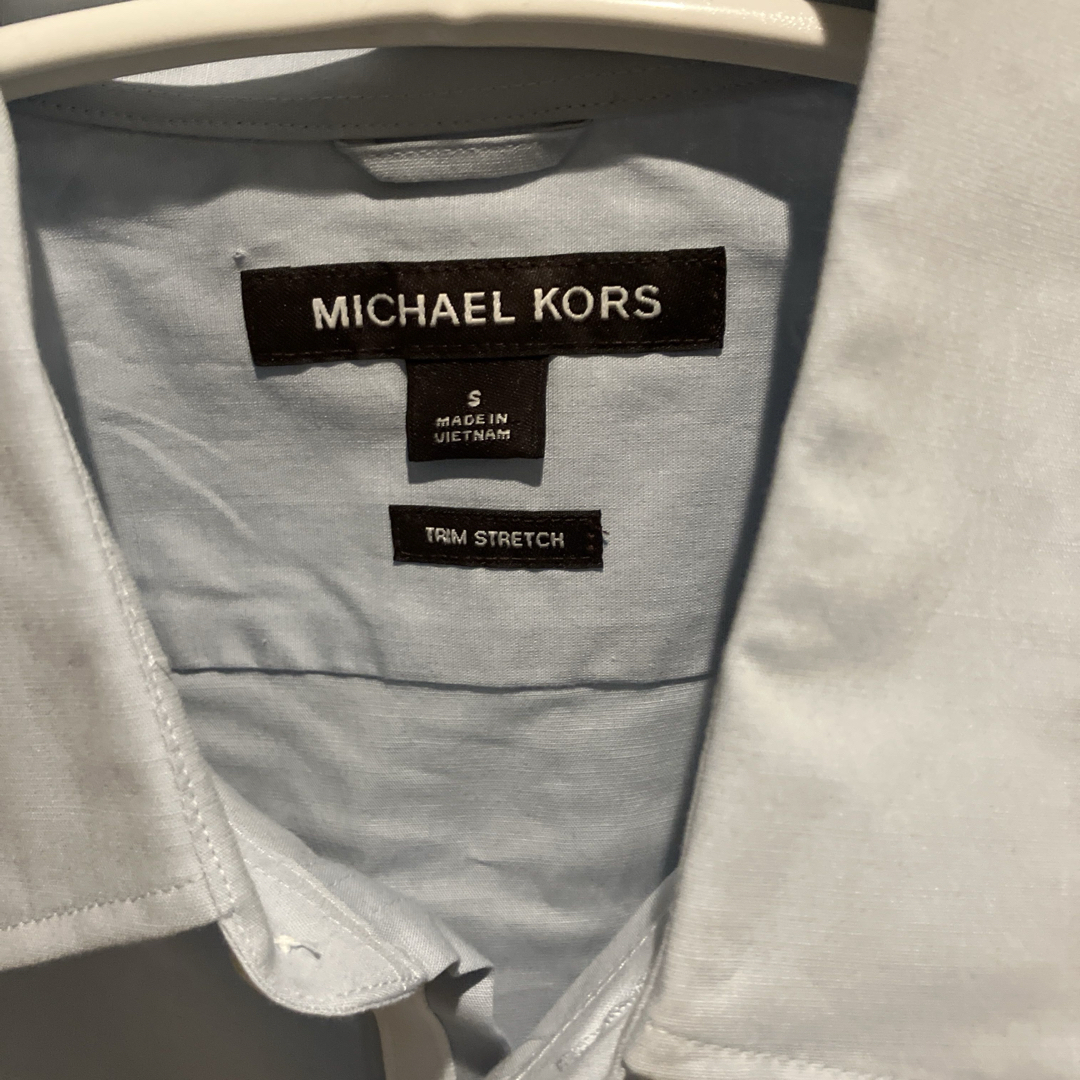 MICHAEL KORS
S
MADE IN
VIETNAM
TRIM STRETCH